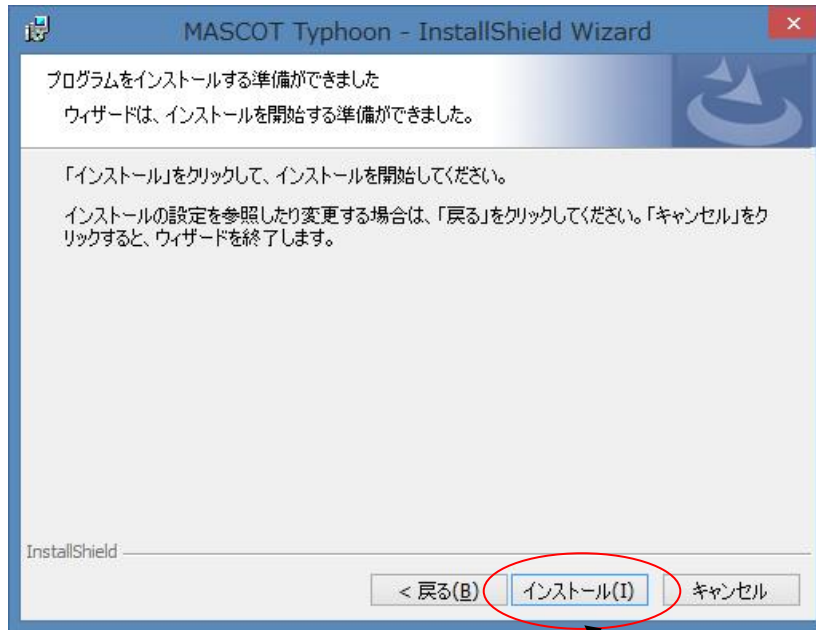 MASCOT Typhoon - InstallShield Wizard
プログラムをインストールする準備ができました
ウィザードは、インストールを開始する準備ができました。
「インストール」をクリックして、インストールを開始してください。
インストールの設定を参照したり変更する場合は、「戻る」をクリックしてください。「キャンセル」をク
リックすると、ウィザードを終了します。
InstallShield
< 戻る(B) インストール(I) キャンセル